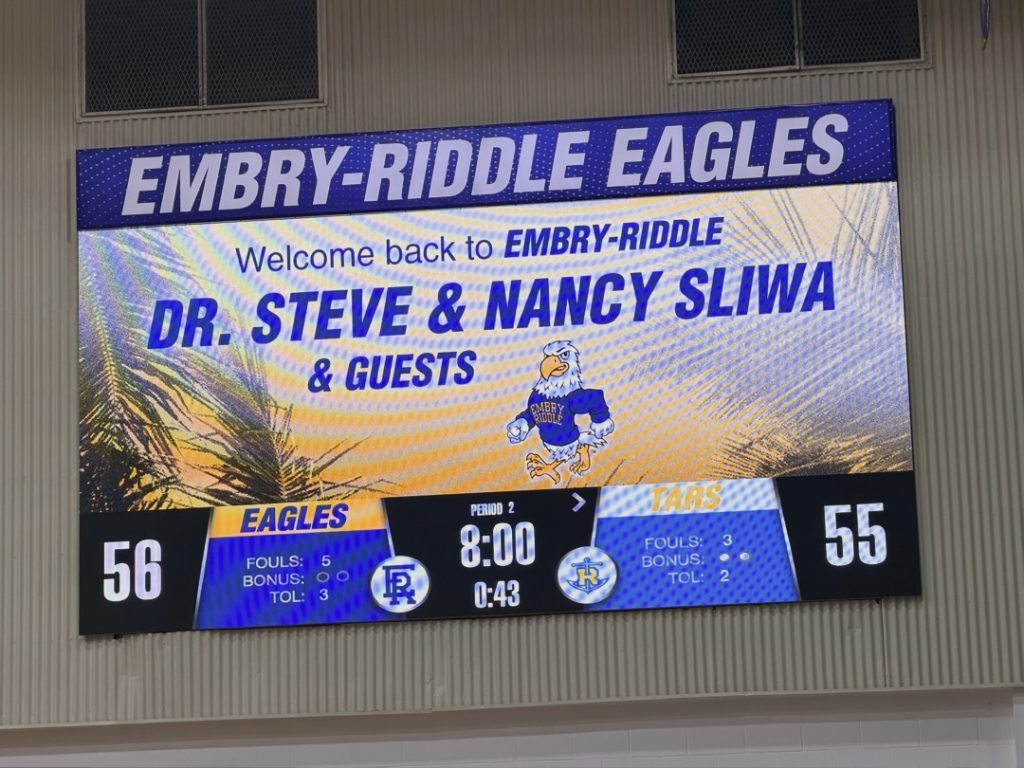 EMBRY-RIDDLE EAGLES
Welcome back to EMBRY-RIDDLE
DR. STEVE & NANCY SLIWA
& GUESTS
EMBRY
RIDDLE
56
EAGLES
FOULS: 5
BONUS:
TOL: 3
ER
PERIOD 2 >
8:00
0:43
R
TARS
FOULS: 3
BONUS:
TOL: 2
55